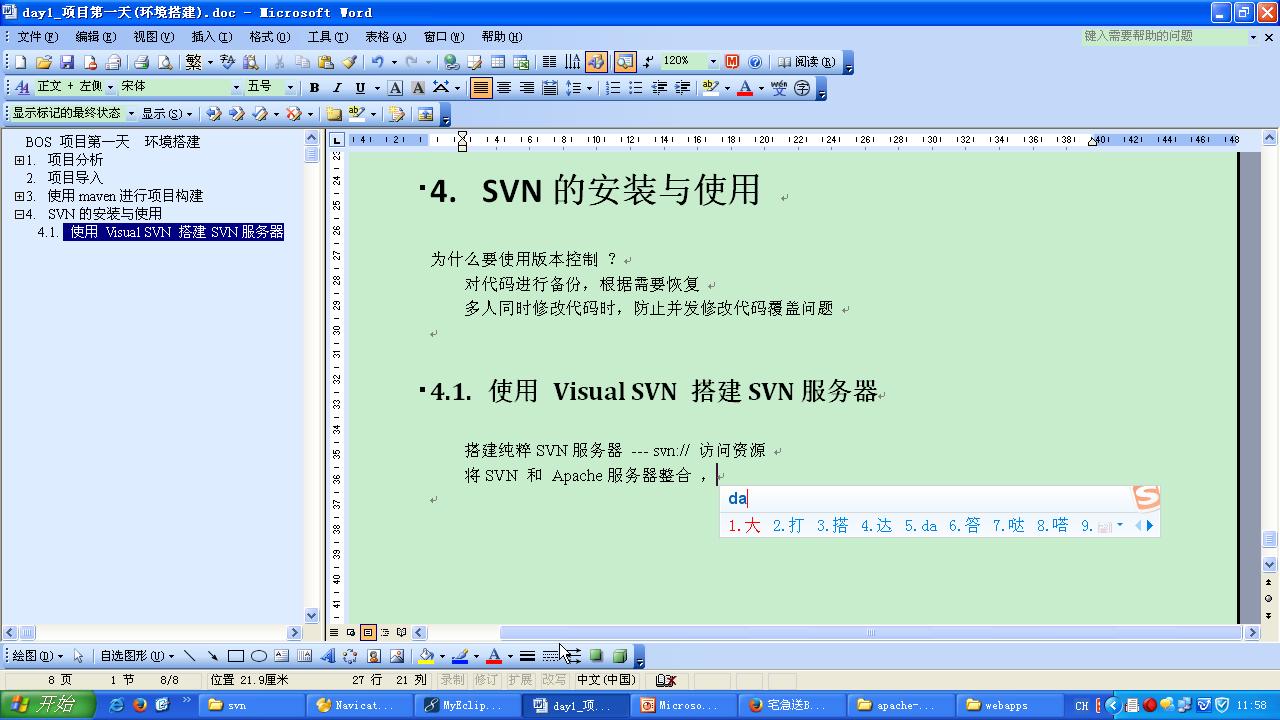 day1_项目第一天(环境搭建).doc - Microsoft Word
文件(F) 编辑(E) 视图(V) 插入(I) 格式(O) 工具(T) 表格(A) 窗口(W) 帮助(H) 键入需要帮助的问题
繁 120% 阅读(R)
正文 + 左侧 宋体 五号 B I U A A A
显示标记的最终状态 显示(S)
BOS 项目第一天 环境搭建
1. 项目分析
2. 项目导入
3. 使用 maven 进行项目构建
4. SVN 的安装与使用
4.1. 使用 Visual SVN 搭建 SVN 服务器
4. SVN 的安装与使用
为什么要使用版本控制 ？
对代码进行备份，根据需要恢复
多人同时修改代码时，防止并发修改代码覆盖问题
4.1. 使用 Visual SVN 搭建 SVN 服务器
搭建纯粹 SVN 服务器 --- svn:// 访问资源
将 SVN 和 Apache 服务器整合 ，
da
1.大 2.打 3.搭 4.达 5.da 6.答 7.哒 8.嗒 9.
绘图(D) 自选图形(U)
8 页 1 节 8/8 位置 21.9厘米 27 行 21 列 录制 修订 扩展 改写 中文(中国)
开始 svn Navicat... MyEclip... day1_项... Microso... 宅急送B... apache-... webapps CH 11:58